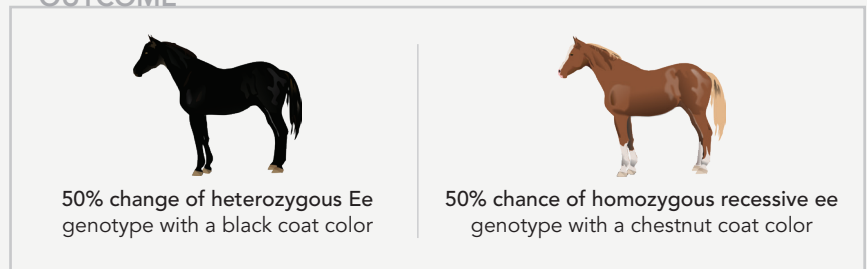 OUTCOME
50% change of heterozygous Ee
genotype with a black coat color
50% chance of homozygous recessive ee
genotype with a chestnut coat color